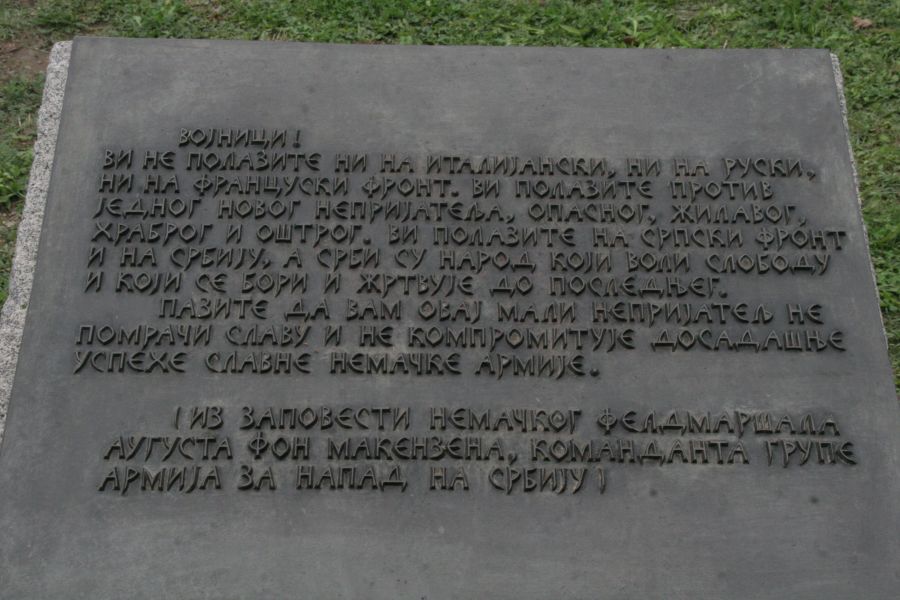 ВОЈНИЦИ!
ВИ НЕ ПОЛАЗИТЕ НИ НА ИТАЛИЈАНСКИ, НИ НА РУСКИ,
НИ НА ФРАНЦУСКИ ФРОНТ. ВИ ПОЛАЗИТЕ ПРОТИВ
ЈЕДНОГ НОВОГ НЕПРИЈАТЕЉА, ОПАСНОГ, ЖИЛАВОГ,
ХРАБРОГ И ОШТРОГ. ВИ ПОЛАЗИТЕ НА СРПСКИ ФРОНТ
И НА СРБИЈУ, А СРБИ СУ НАРОД КОЈИ ВОЛИ СЛОБОДУ
И КОЈИ СЕ БОРИ И ЖРТВУЈЕ ДО ПОСЛЕДЊЕГ.
ПАЗИТЕ ДА ВАМ ОВАЈ МАЛИ НЕПРИЈАТЕЉ НЕ
ПОМРАЧИ СЛАВУ И НЕ КОМПРОМИТУЈЕ ДОСАДАШЊЕ
УСПЕХЕ СЛАВНЕ НЕМАЧКЕ АРМИЈЕ.
(ИЗ ЗАПОВЕСТИ НЕМАЧКОГ ФЕЛДМАРШАЛА
АУГУСТА ФОН МАКЕНЗЕНА, КОМАНДАНТА ГРУПЕ
АРМИЈА ЗА НАПАД НА СРБИЈУ)